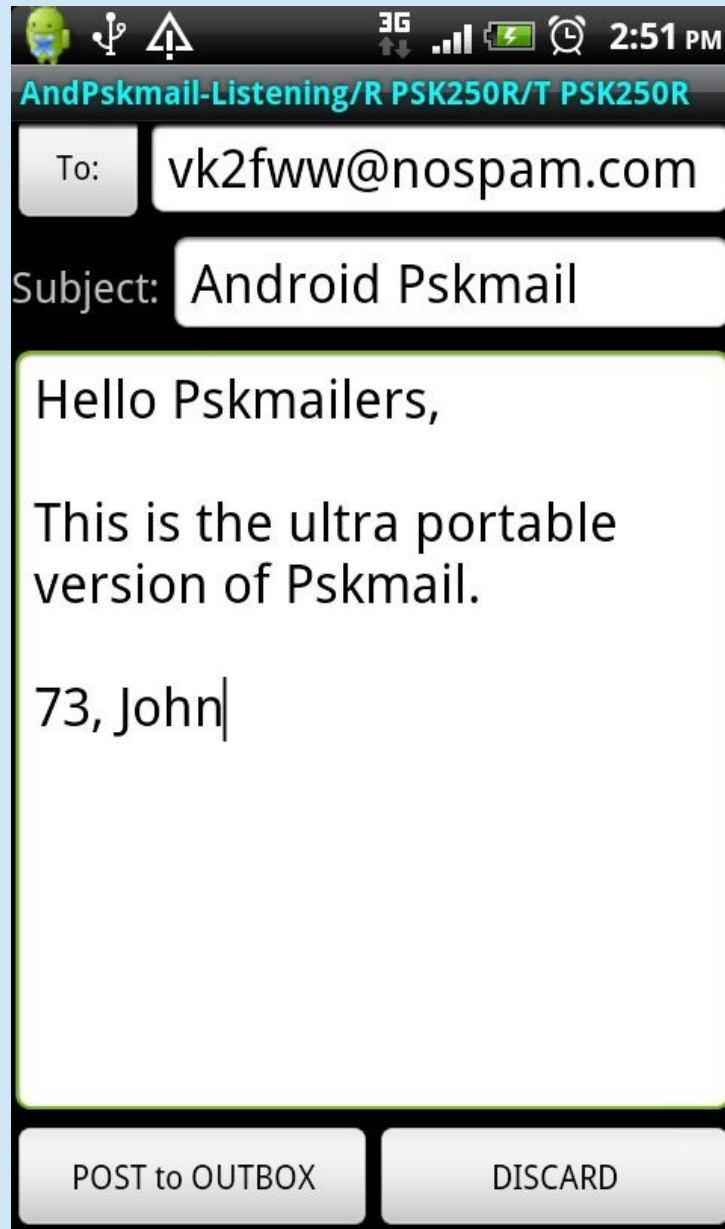 3G 2:51 PM
AndPskmail-Listening/R PSK250R/T PSK250R
To: vk2fww@nospam.com
Subject: Android Pskmail
Hello Pskmailers,
This is the ultra portable
version of Pskmail.
73, John
POST to OUTBOX DISCARD